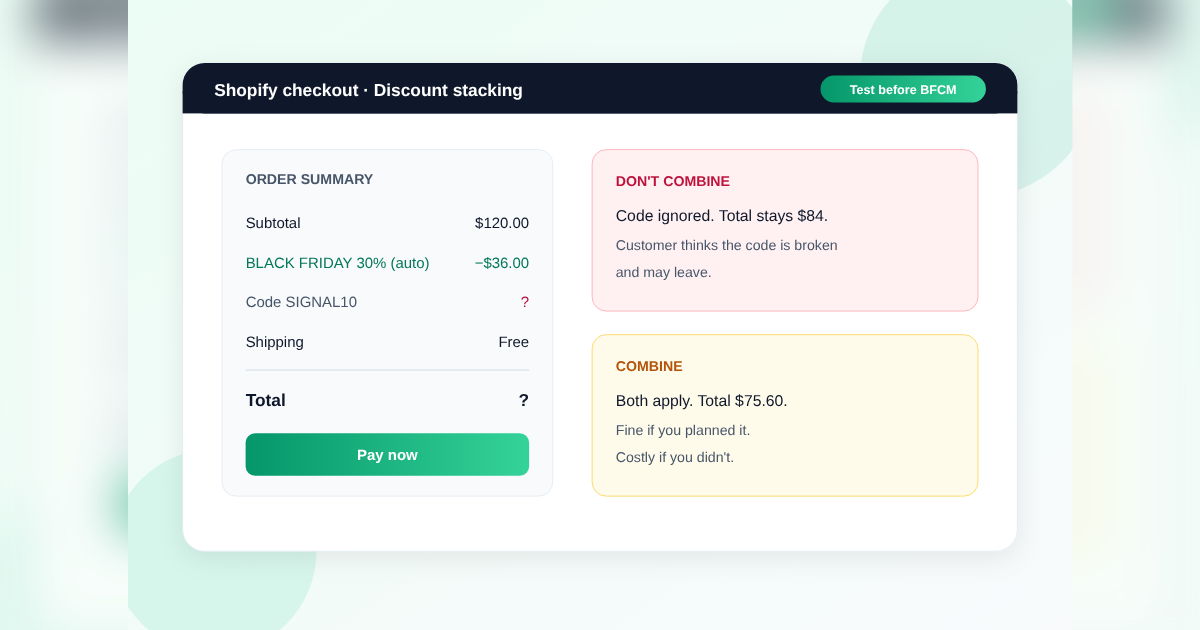 Shopify checkout · Discount stacking
Test before BFCM
ORDER SUMMARY
Subtotal $120.00
BLACK FRIDAY 30% (auto) −$36.00
Code SIGNAL10 ?
Shipping Free
Total ?
Pay now
DON'T COMBINE
Code ignored. Total stays $84.
Customer thinks the code is broken
and may leave.
COMBINE
Both apply. Total $75.60.
Fine if you planned it.
Costly if you didn't.